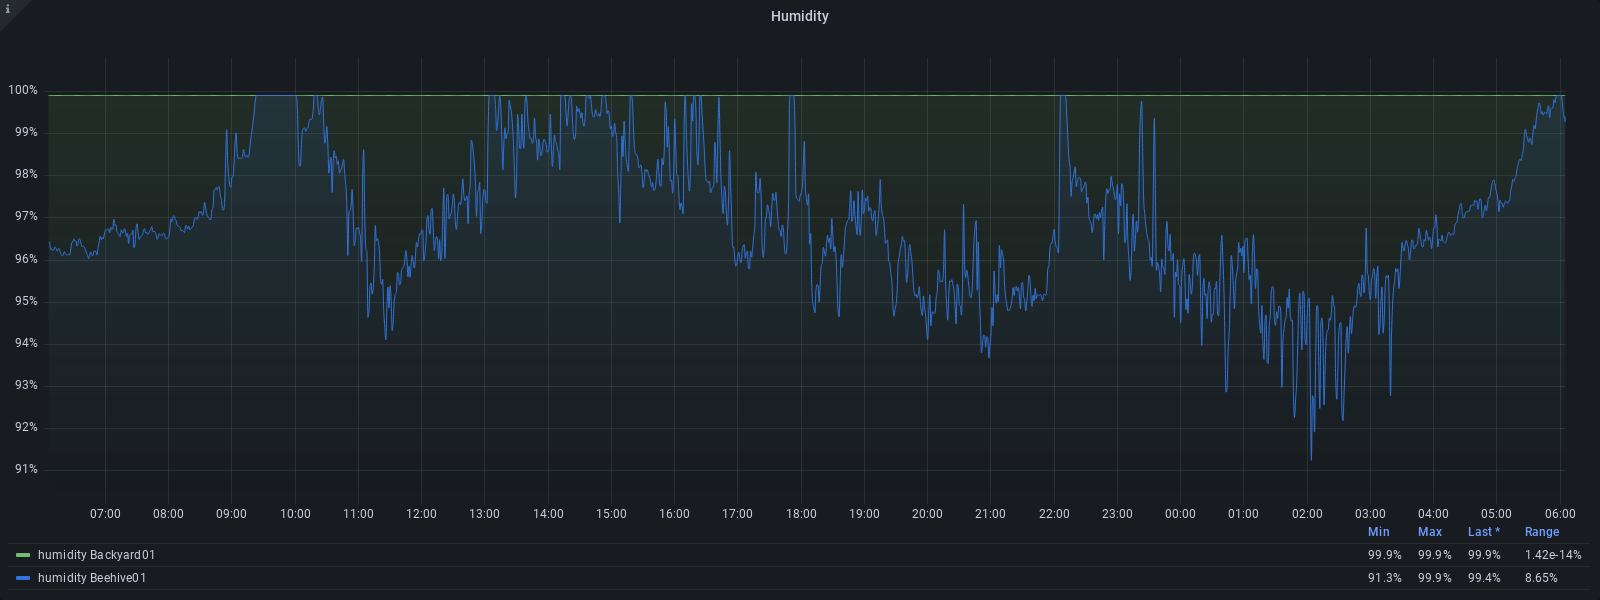 i
Humidity
100%
99%
98%
97%
96%
95%
94%
93%
92%
91%
07:00 08:00 09:00 10:00 11:00 12:00 13:00 14:00 15:00 16:00 17:00 18:00 19:00 20:00 21:00 22:00 23:00 00:00 01:00 02:00 03:00 04:00 05:00 06:00
Min Max Last * Range
humidity Backyard01 99.9% 99.9% 99.9% 1.42e-14%
humidity Beehive01 91.3% 99.9% 99.4% 8.65%